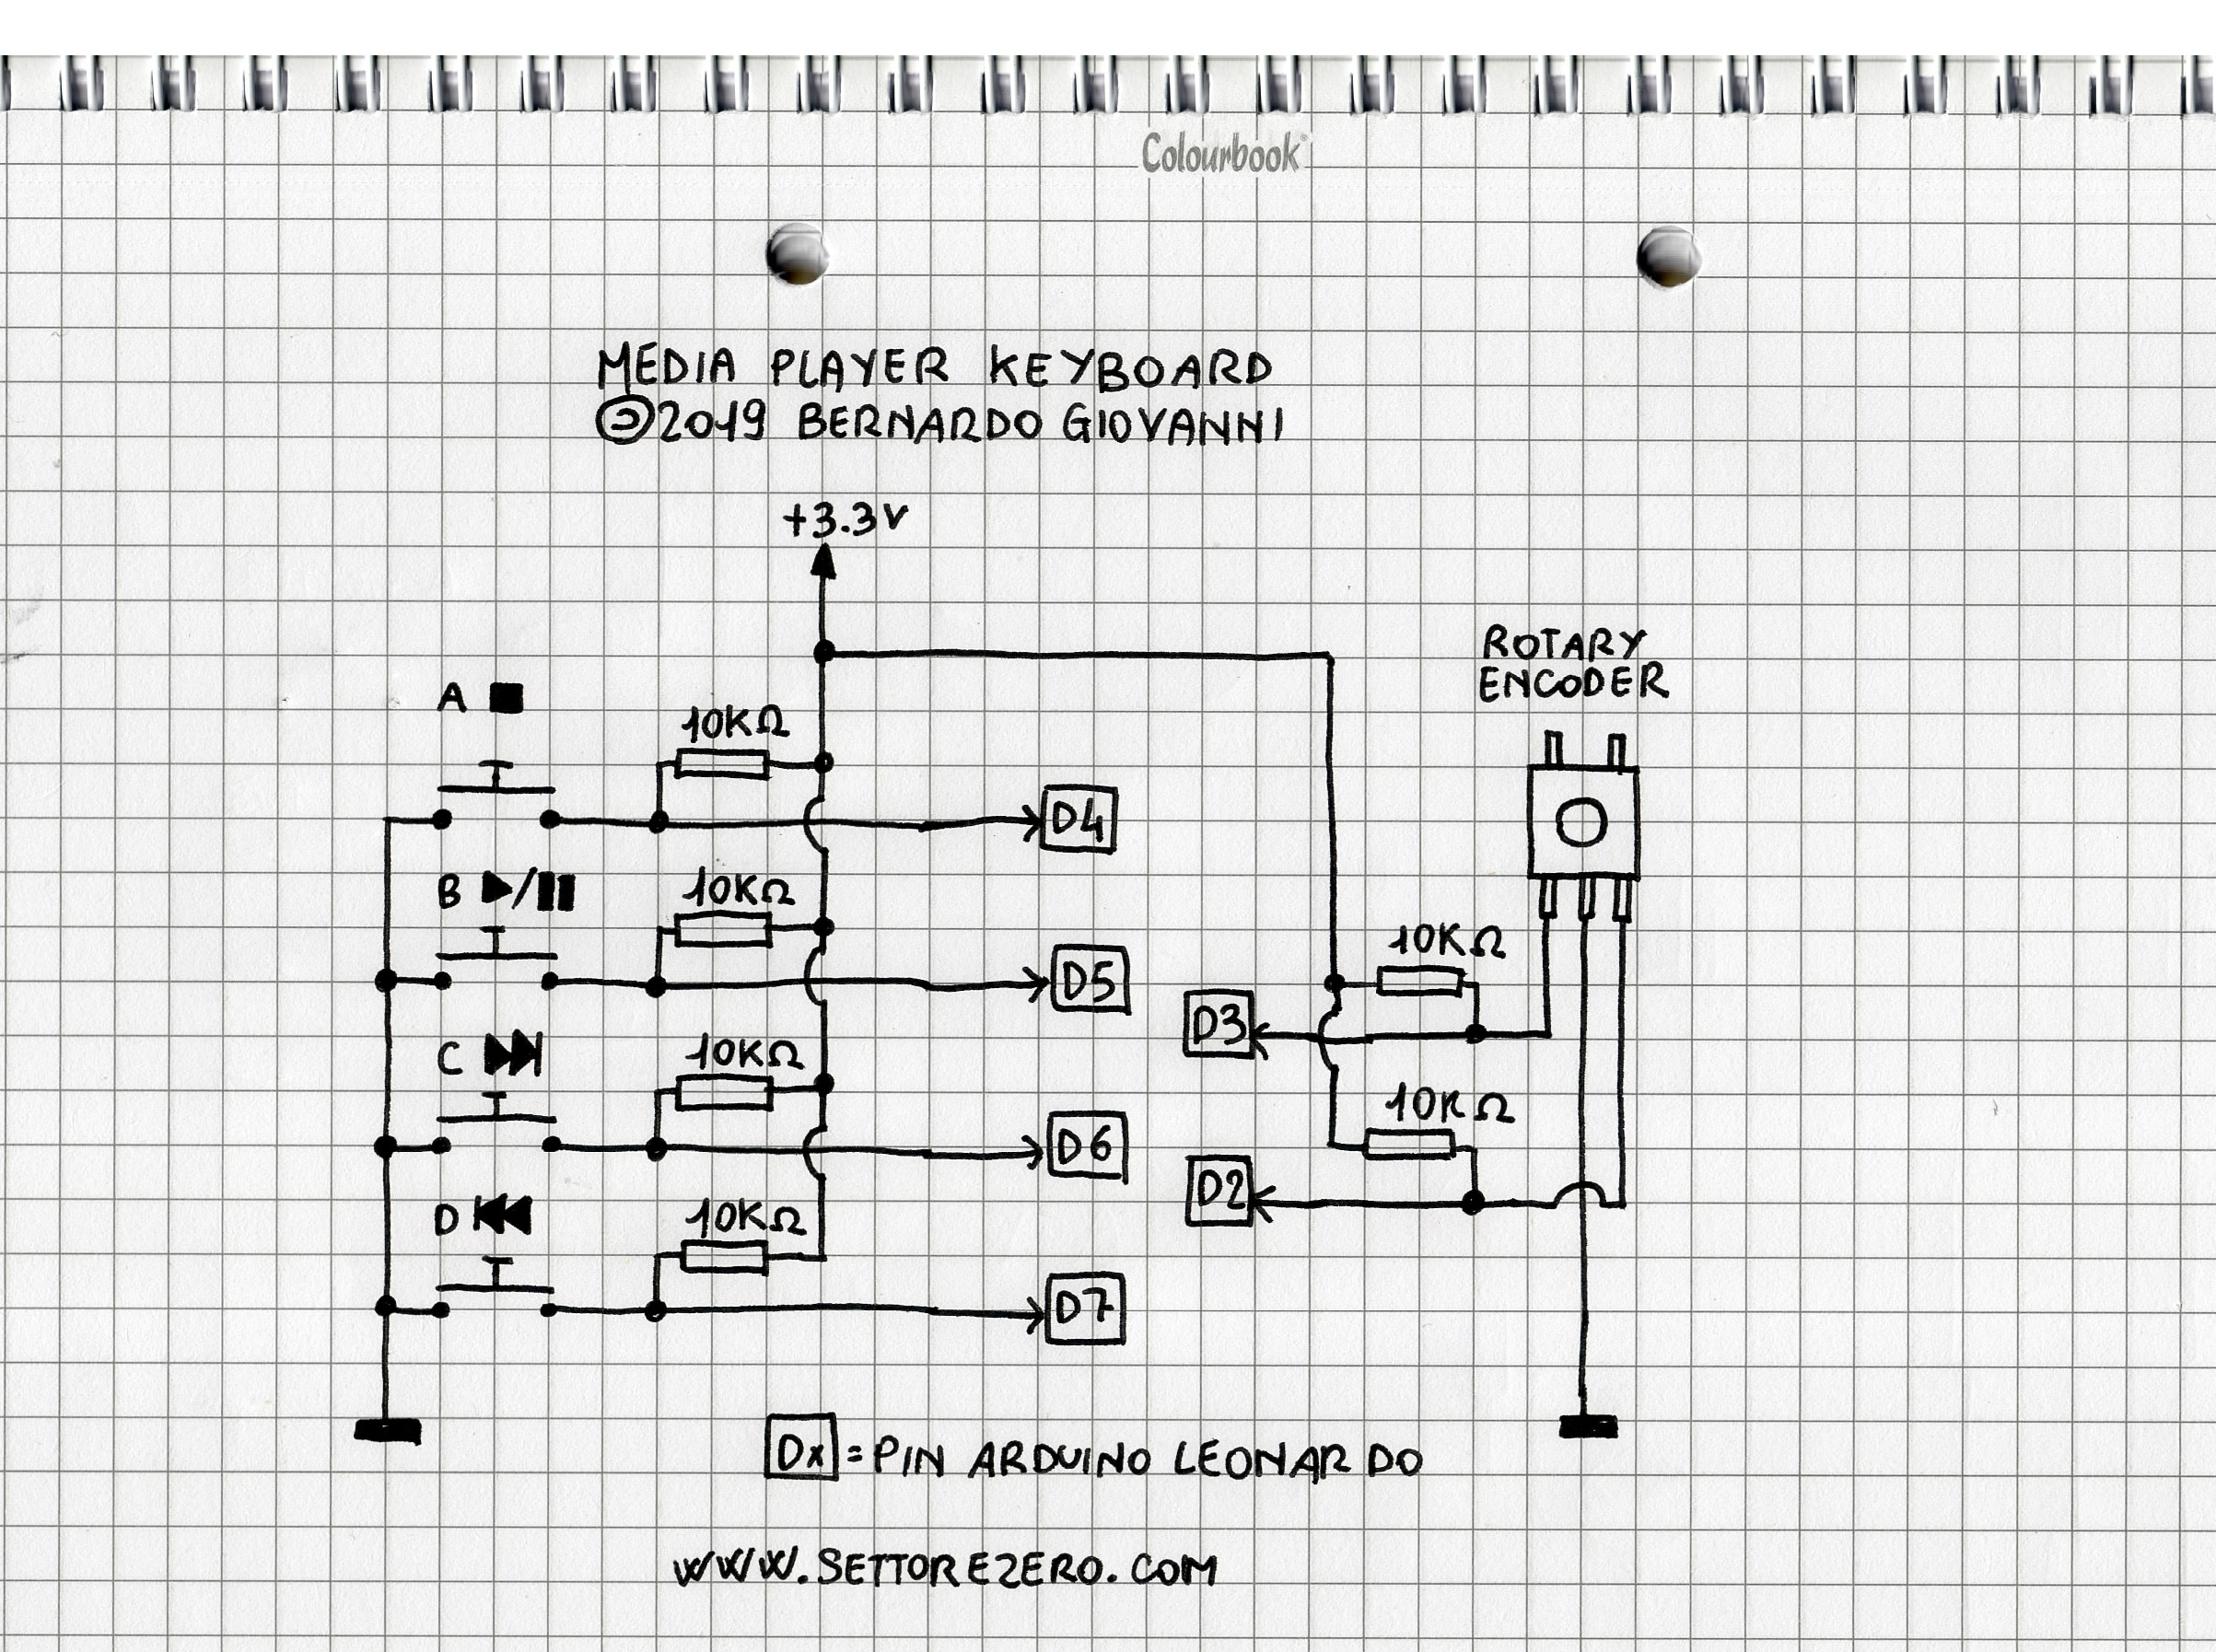 Colourbook
MEDIA PLAYER KEYBOARD
©2019 BERNARDO GIOVANNI
+3.3V
ROTARY
ENCODER
A
10KΩ
D4
B /
10KΩ
D5
10KΩ
D3
C
10KΩ
D6
10KΩ
D2
D
10KΩ
D7
Dx = PIN ARDUINO LEONARDO
WWW.SETTOREZERO.COM